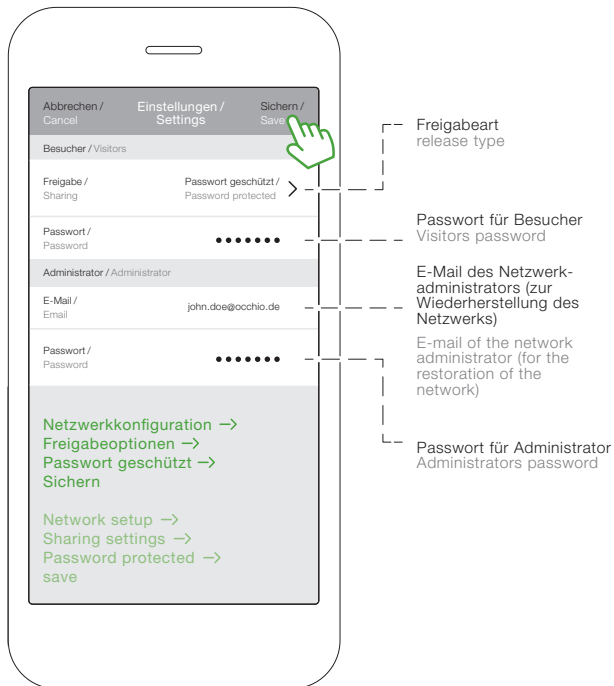 Abbrechen / Einstellungen / Sichern /
Cancel Settings Save
Besucher / Visitors
Freigabe / Passwort geschützt /
Sharing Password protected
Passwort / •••••••
Password
Administrator / Administrator
E-Mail / john.doe@occhio.de
Email
Passwort / •••••••
Password
Netzwerkkonfiguration →
Freigabeoptionen →
Passwort geschützt →
Sichern
Network setup →
Sharing settings →
Password protected →
save
Freigabeart
release type
Passwort für Besucher
Visitors password
E-Mail des Netzwerk-
administrators (zur
Wiederherstellung des
Netzwerks)
E-mail of the network
administrator (for the
restoration of the
network)
Passwort für Administrator
Administrators password